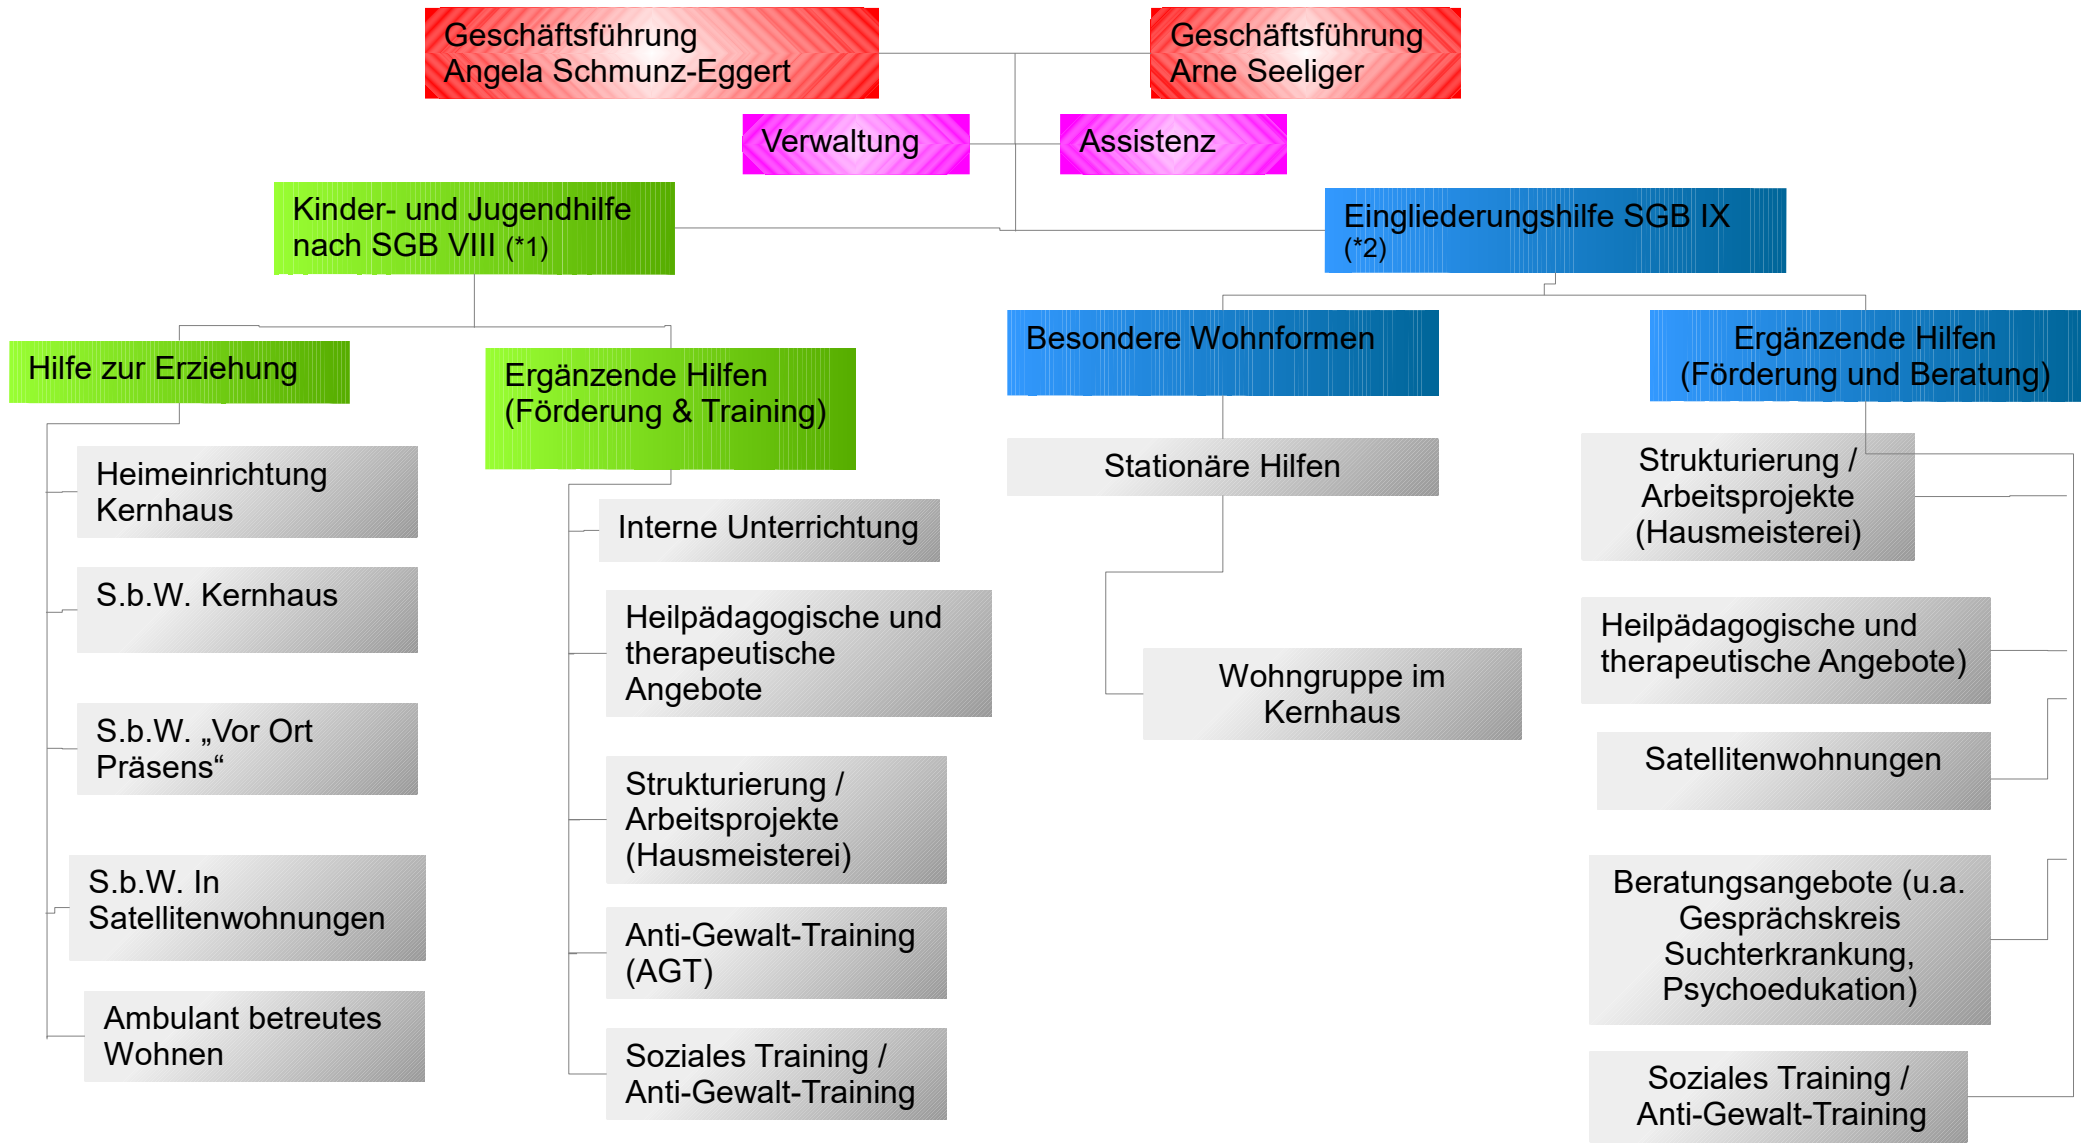 Geschäftsführung
Angela Schmunz-Eggert
Geschäftsführung
Arne Seeliger
Verwaltung
Assistenz
Kinder- und Jugendhilfe
nach SGB VIII (*1)
Eingliederungshilfe SGB IX
(*2)
Hilfe zur Erziehung
Heimeinrichtung
Kernhaus
S.b.W. Kernhaus
S.b.W. „Vor Ort
Präsens“
S.b.W. In
Satellitenwohnungen
Ambulant betreutes
Wohnen
Ergänzende Hilfen
(Förderung & Training)
Interne Unterrichtung
Heilpädagogische und
therapeutische
Angebote
Strukturierung /
Arbeitsprojekte
(Hausmeisterei)
Anti-Gewalt-Training
(AGT)
Soziales Training /
Anti-Gewalt-Training
Besondere Wohnformen
Stationäre Hilfen
Wohngruppe im
Kernhaus
Ergänzende Hilfen
(Förderung und Beratung)
Strukturierung /
Arbeitsprojekte
(Hausmeisterei)
Heilpädagogische und
therapeutische Angebote)
Satellitenwohnungen
Beratungsangebote (u.a.
Gesprächskreis
Suchterkrankung,
Psychoedukation)
Soziales Training /
Anti-Gewalt-Training